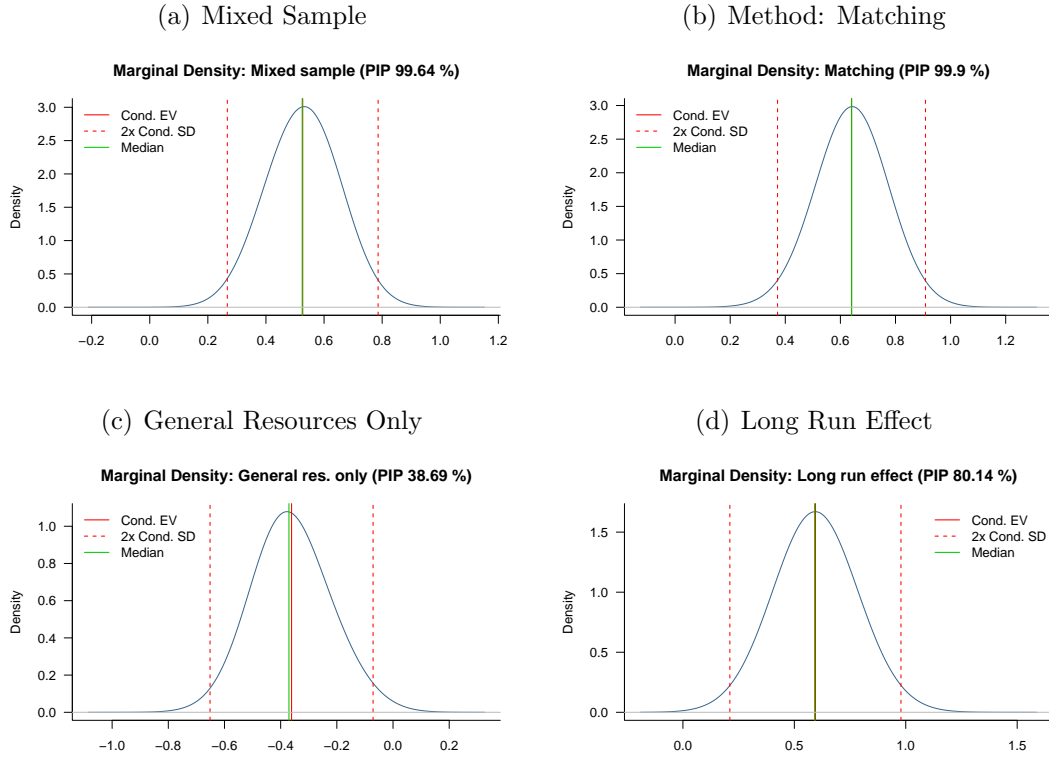 (a) Mixed Sample
Marginal Density: Mixed sample (PIP 99.64 %)
Cond. EV
2x Cond. SD
Median
Density
3.0
2.5
2.0
1.5
1.0
0.5
0.0
−0.2 0.0 0.2 0.4 0.6 0.8 1.0 1.2
(b) Method: Matching
Marginal Density: Matching (PIP 99.9 %)
Cond. EV
2x Cond. SD
Median
Density
3.0
2.5
2.0
1.5
1.0
0.5
0.0
0.0 0.2 0.4 0.6 0.8 1.0 1.2
(c) General Resources Only
Marginal Density: General res. only (PIP 38.69 %)
Cond. EV
2x Cond. SD
Median
Density
1.0
0.8
0.6
0.4
0.2
0.0
−1.0 −0.8 −0.6 −0.4 −0.2 0.0 0.2
(d) Long Run Effect
Marginal Density: Long run effect (PIP 80.14 %)
Cond. EV
2x Cond. SD
Median
Density
1.5
1.0
0.5
0.0
0.0 0.5 1.0 1.5